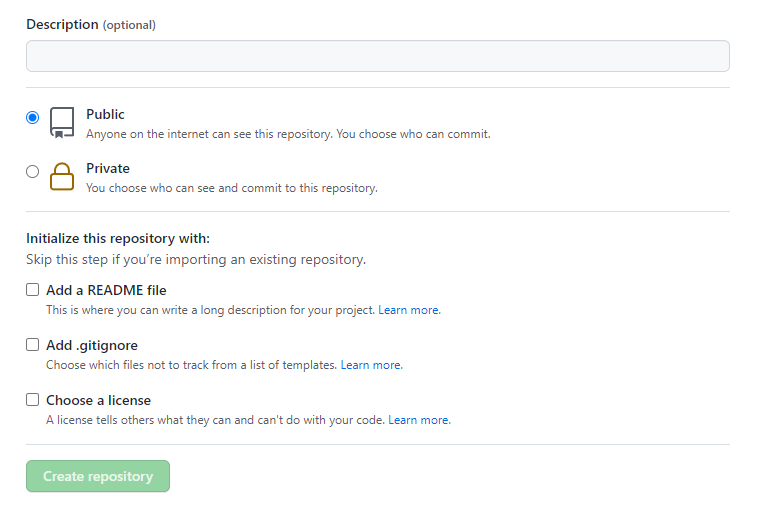 Description (optional)
Public
Anyone on the internet can see this repository. You choose who can commit.
Private
You choose who can see and commit to this repository.
Initialize this repository with:
Skip this step if you're importing an existing repository.
Add a README file
This is where you can write a long description for your project. Learn more.
Add .gitignore
Choose which files not to track from a list of templates. Learn more.
Choose a license
A license tells others what they can and can't do with your code. Learn more.
Create repository